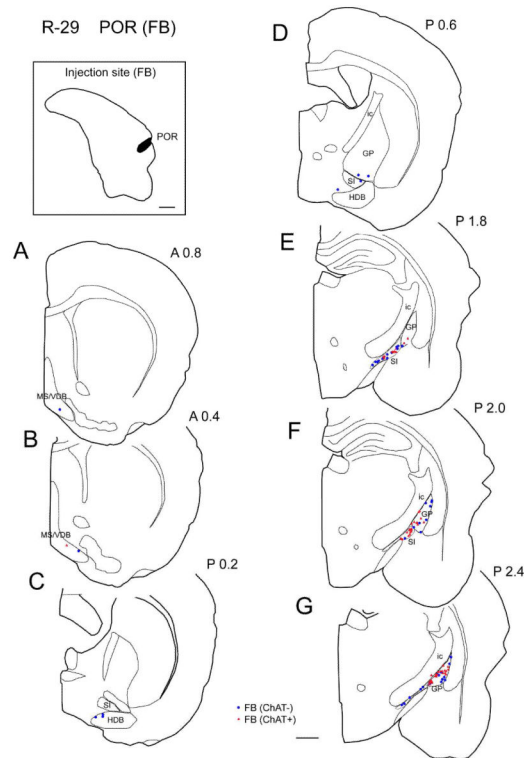 R-29 POR (FB)
Injection site (FB)
POR
A
A 0.8
MS/VDB
B
A 0.4
MS/VDB
C
P 0.2
SI
HDB
D
P 0.6
ic
GP
SI
HDB
E
P 1.8
ic
GP
SI
F
P 2.0
ic
GP
SI
G
P 2.4
ic
GP
FB (ChAT-)
FB (ChAT+)